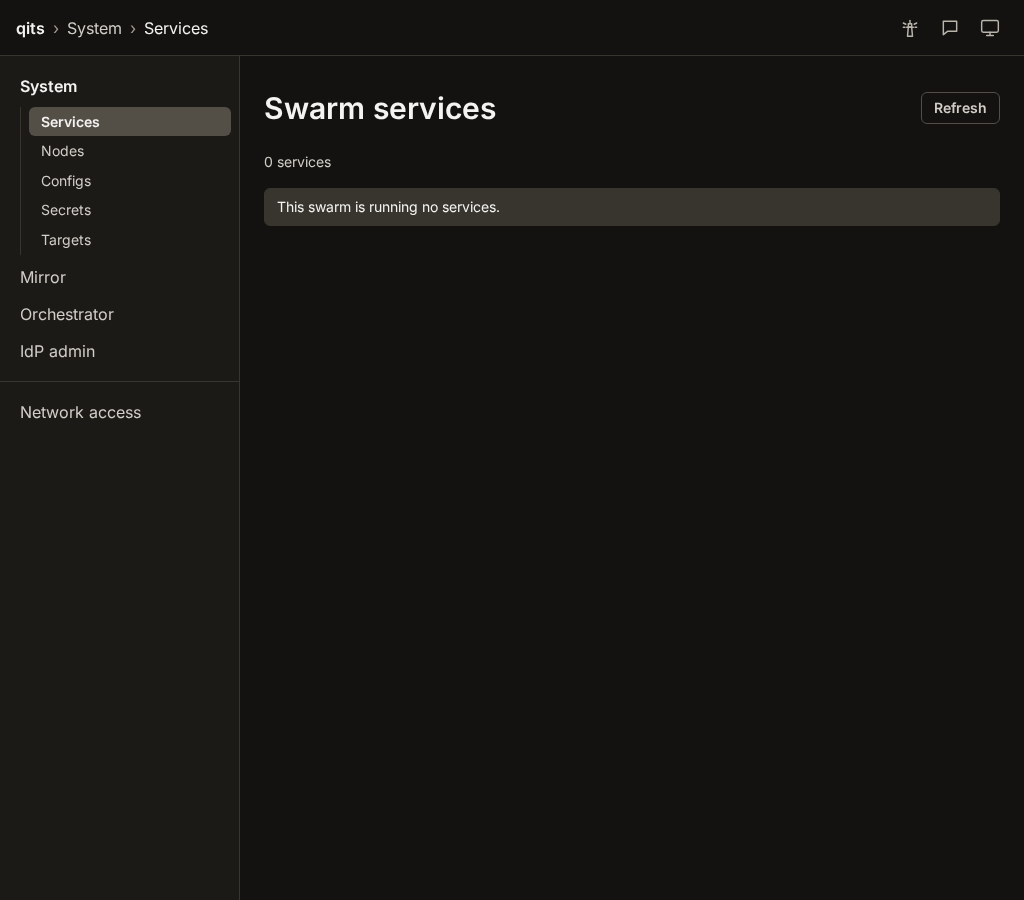 qits › System › Services
System
Services
Nodes
Configs
Secrets
Targets
Mirror
Orchestrator
IdP admin
Network access
Swarm services
Refresh
0 services
This swarm is running no services.